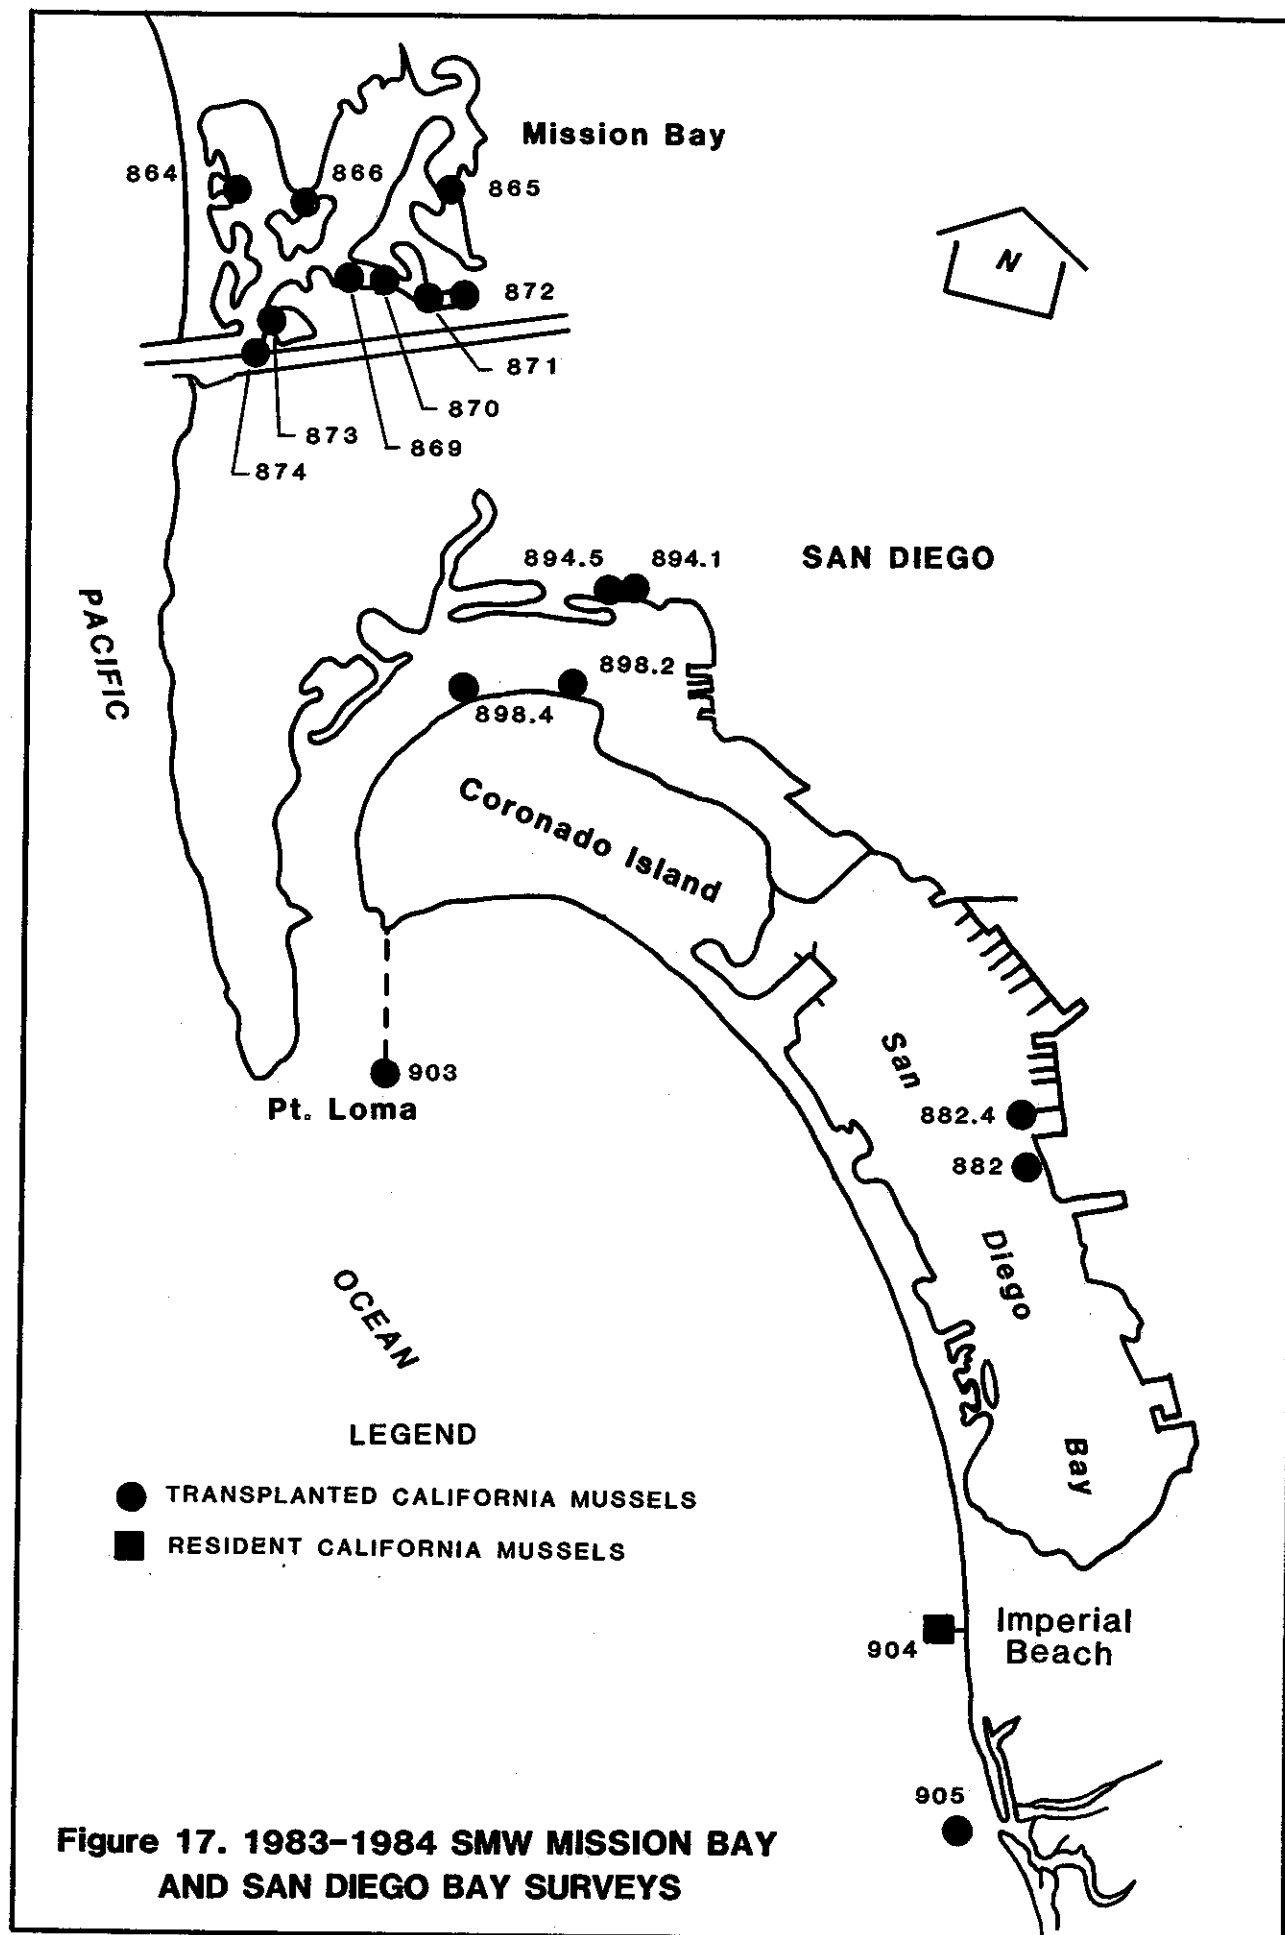 Mission Bay
864
866
865
N
872
871
870
873
869
874
894.5
894.1
SAN DIEGO
PACIFIC
898.2
898.4
Coronado Island
903
Pt. Loma
San
882.4
882
Diego
OCEAN
Bay
LEGEND
TRANSPLANTED CALIFORNIA MUSSELS
RESIDENT CALIFORNIA MUSSELS
904
Imperial
Beach
905
Figure 17. 1983-1984 SMW MISSION BAY
AND SAN DIEGO BAY SURVEYS